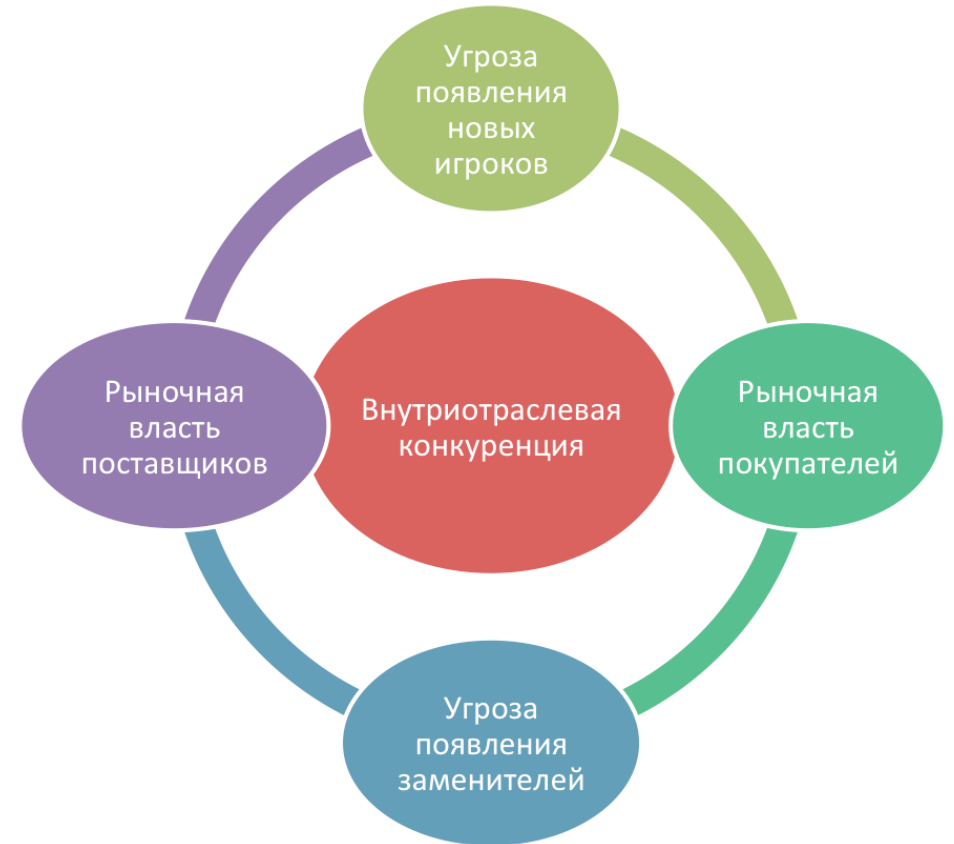 Угроза
появления
новых
игроков
Рыночная
власть
поставщиков
Внутриотраслевая
конкуренция
Рыночная
власть
покупателей
Угроза
появления
заменителей